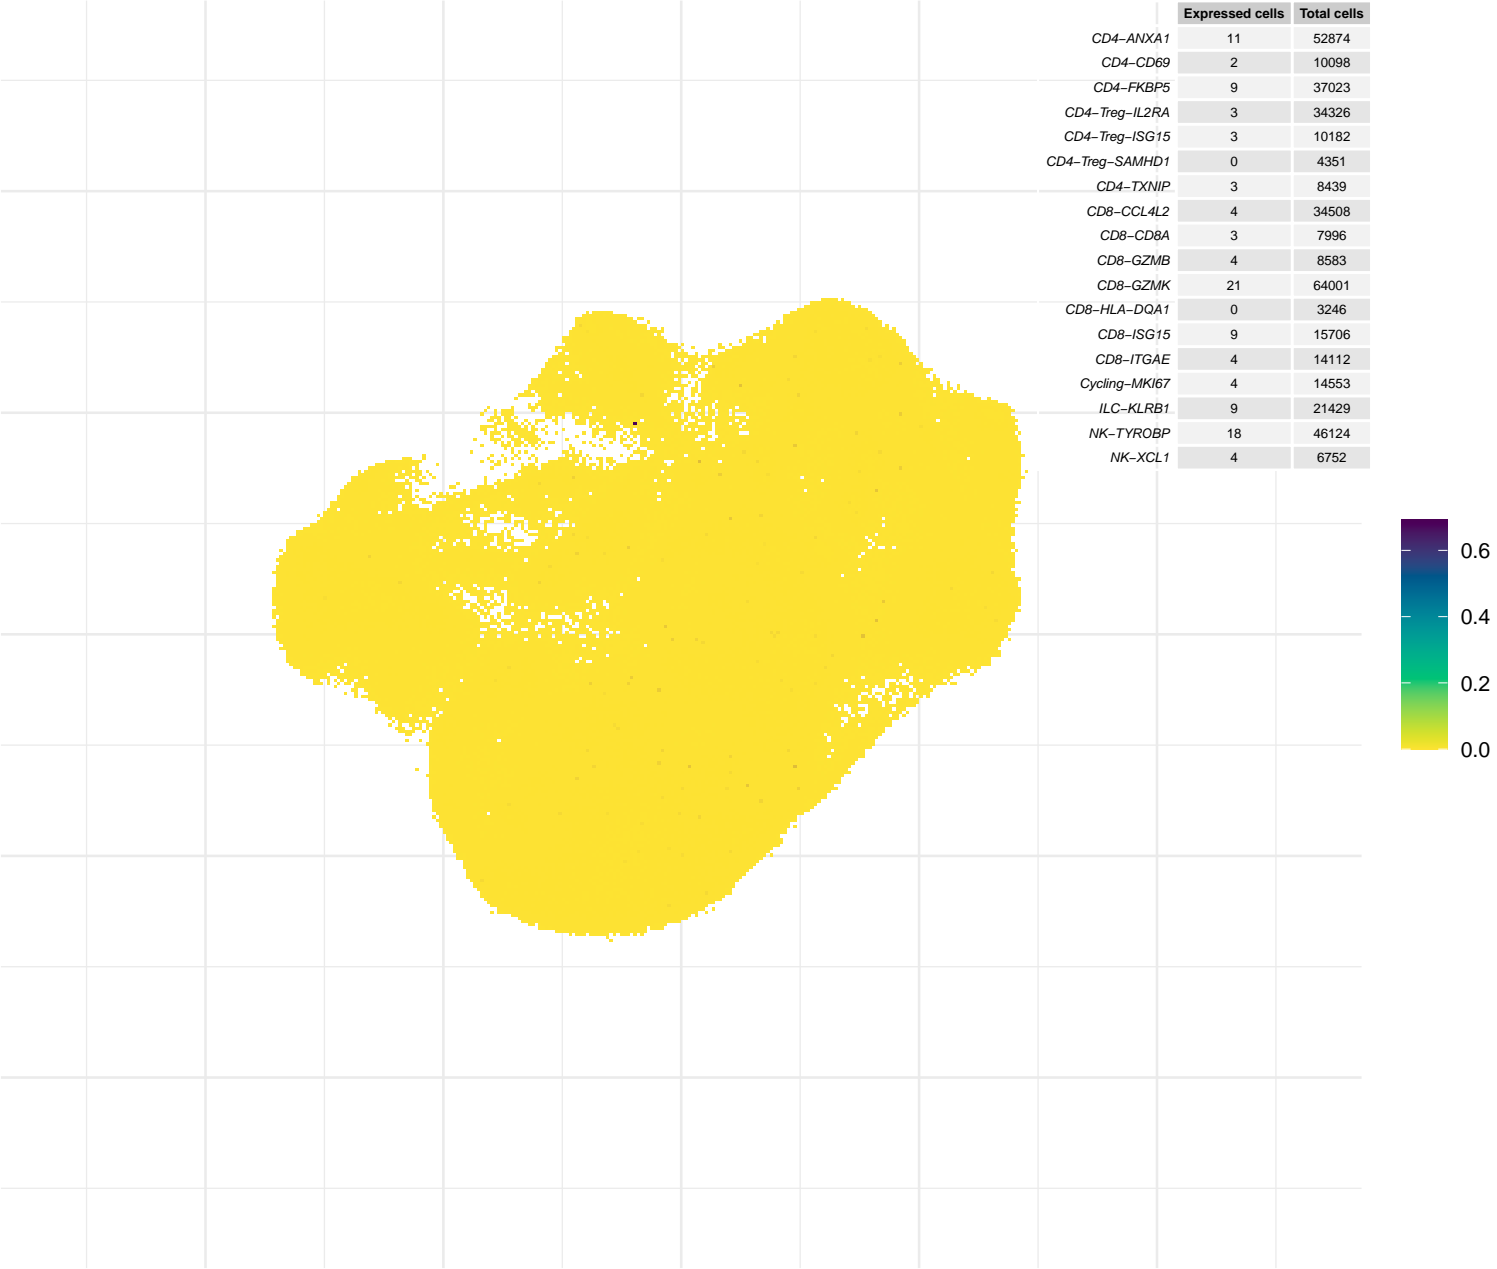 Expressed cells Total cells
CD4−ANXA1 11 52874
CD4−CD69 2 10098
CD4−FKBP5 9 37023
CD4−Treg−IL2RA 3 34326
CD4−Treg−ISG15 3 10182
CD4−Treg−SAMHD1 0 4351
CD4−TXNIP 3 8439
CD8−CCL4L2 4 34508
CD8−CD8A 3 7996
CD8−GZMB 4 8583
CD8−GZMK 21 64001
CD8−HLA−DQA1 0 3246
CD8−ISG15 9 15706
CD8−ITGAE 4 14112
Cycling−MKI67 4 14553
ILC−KLRB1 9 21429
NK−TYROBP 18 46124
NK−XCL1 4 6752
0.6
0.4
0.2
0.0